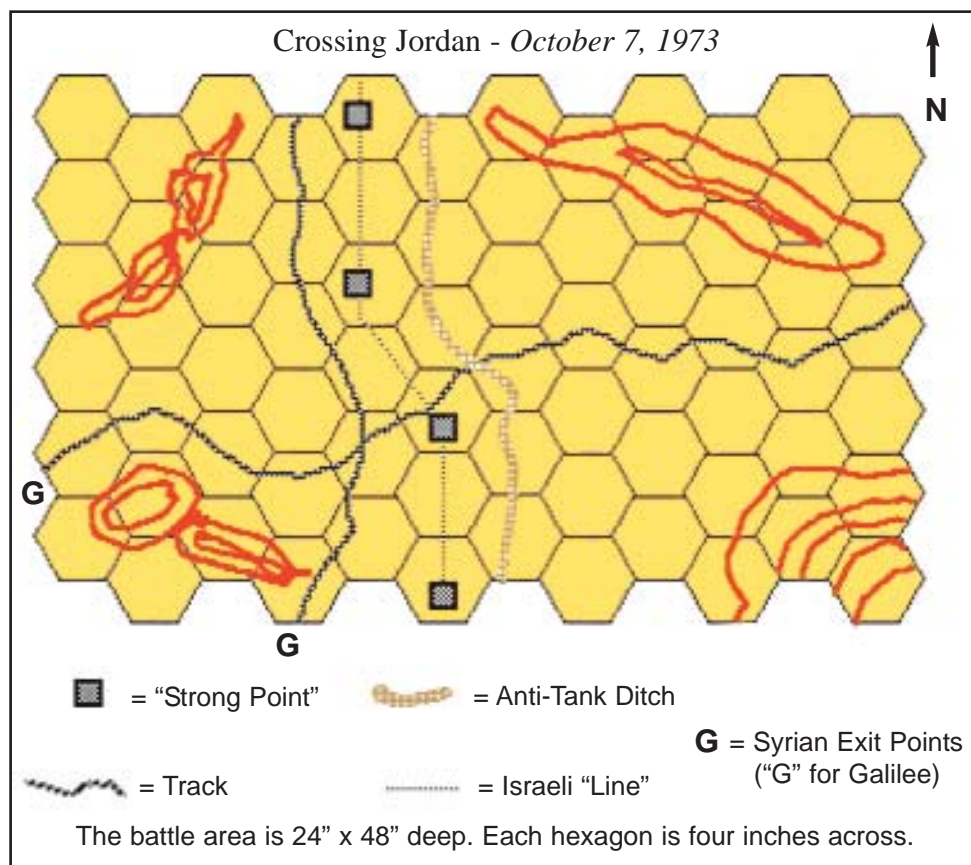 Crossing Jordan - October 7, 1973
N
G
G
= “Strong Point”
= Anti-Tank Ditch
G = Syrian Exit Points
(“G” for Galilee)
= Track
= Israeli “Line”
The battle area is 24” x 48” deep. Each hexagon is four inches across.